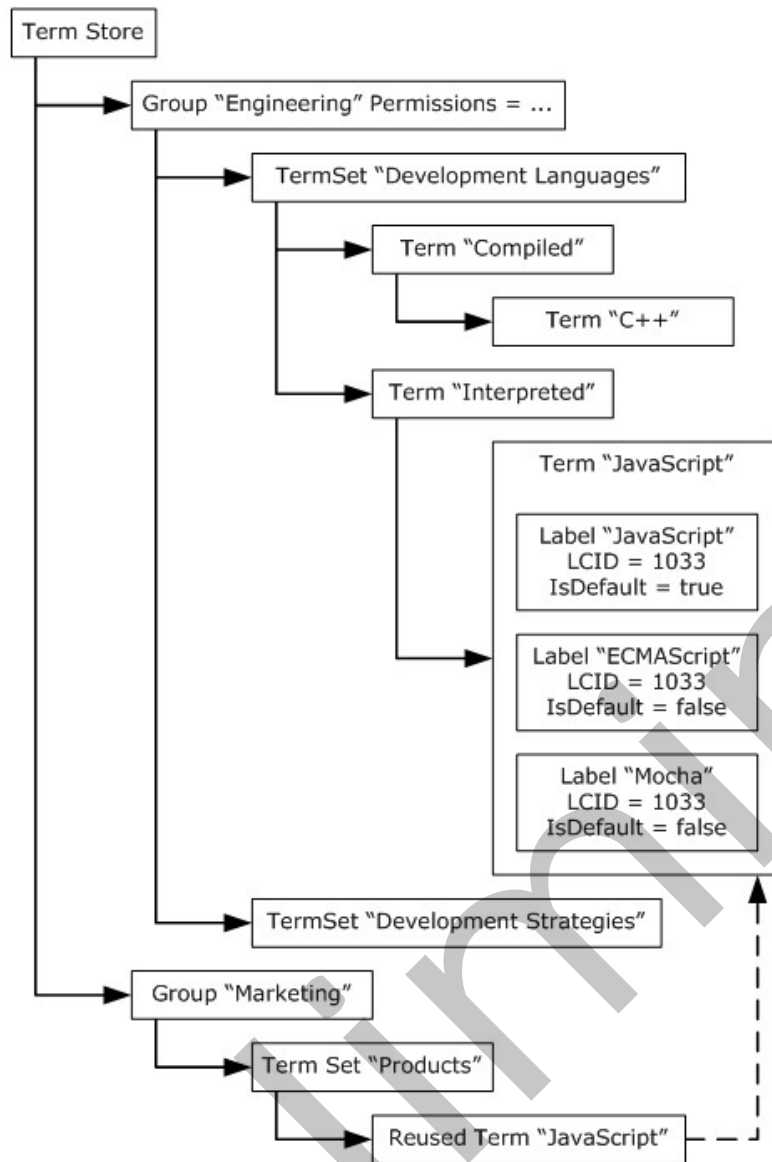 Term Store
Group “Engineering” Permissions = ...
TermSet “Development Languages”
Term “Compiled”
Term “C++”
Term “Interpreted”
Term “JavaScript”
Label “JavaScript”
LCID = 1033
IsDefault = true
Label “ECMAScript”
LCID = 1033
IsDefault = false
Label “Mocha”
LCID = 1033
IsDefault = false
TermSet “Development Strategies”
Group “Marketing”
Term Set “Products”
Reused Term “JavaScript”